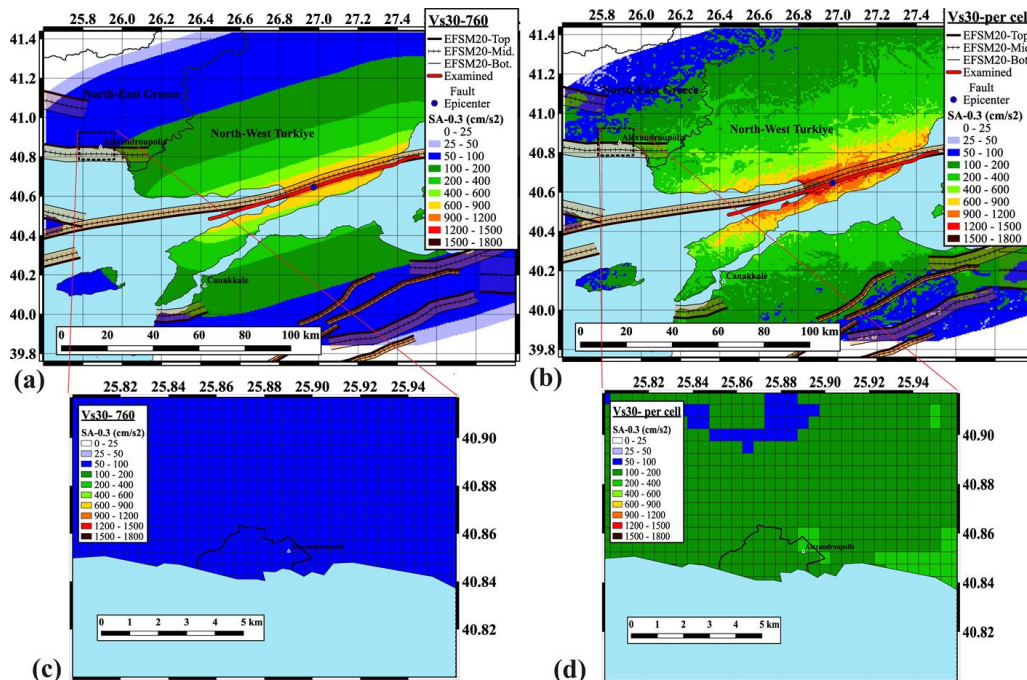 25.8 26.0 26.2 26.4 26.6 26.8 27.0 27.2 27.4
41.4
41.2
41.0
40.8
40.6
40.4
40.2
40.0
39.8
North-East Greece
North-West Turkiye
Alexandroupolis
Canakkale
Vs30-760
EFSM20-Top
EFSM20-Mid.
EFSM20-Bot.
Examined
Fault
Epicenter
SA-0.3 (cm/s2)
0 - 25
25 - 50
50 - 100
100 - 200
200 - 400
400 - 600
600 - 900
900 - 1200
1200 - 1500
1500 - 1800
0 20 40 60 80 100 km
(a)
25.8 26.0 26.2 26.4 26.6 26.8 27.0 27.2 27.4
41.4
41.2
41.0
40.8
40.6
40.4
40.2
40.0
39.8
North-East Greece
North-West Turkiye
Alexandroupolis
Canakkale
Vs30-per cell
EFSM20-Top
EFSM20-Mid.
EFSM20-Bot.
Examined
Fault
Epicenter
SA-0.3 (cm/s2)
0 - 25
25 - 50
50 - 100
100 - 200
200 - 400
400 - 600
600 - 900
900 - 1200
1200 - 1500
1500 - 1800
0 20 40 60 80 100 km
(b)
25.82 25.84 25.86 25.88 25.90 25.92 25.94
Vs30- 760
SA-0.3 (cm/s2)
0 - 25
25 - 50
50 - 100
100 - 200
200 - 400
400 - 600
600 - 900
900 - 1200
1200 - 1500
1500 - 1800
40.90
40.88
40.86
40.84
40.82
Alexandroupolis
0 1 2 3 4 5 km
(c)
25.82 25.84 25.86 25.88 25.90 25.92 25.94
Vs30- per cell
SA-0.3 (cm/s2)
0 - 25
25 - 50
50 - 100
100 - 200
200 - 400
400 - 600
600 - 900
900 - 1200
1200 - 1500
1500 - 1800
40.90
40.88
40.86
40.84
40.82
Alexandroupolis
0 1 2 3 4 5 km
(d)